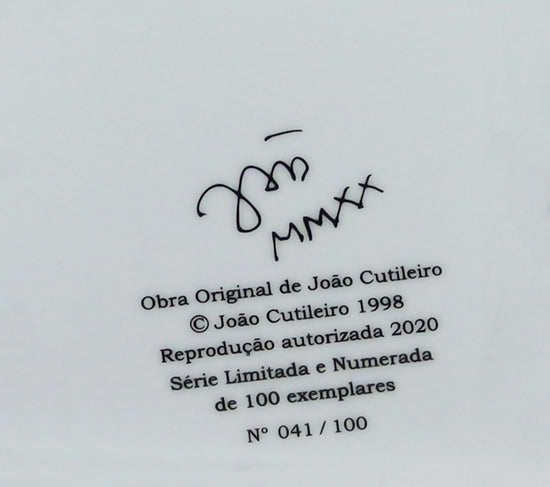 João
MMXX
Obra Original de João Cutileiro
© João Cutileiro 1998
Reprodução autorizada 2020
Série Limitada e Numerada
de 100 exemplares
Nº 041 / 100